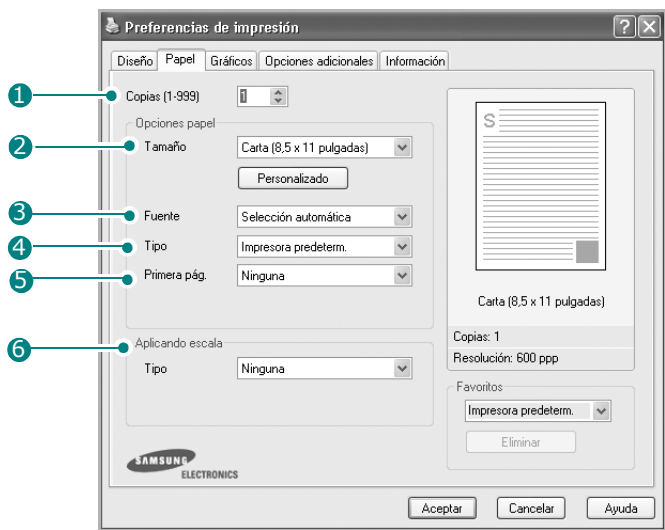 Preferencias de impresión
Diseño Papel Gráficos Opciones adicionales Información
1 Copias (1-999) 1
Opciones papel
2 Tamaño Carta (8,5 x 11 pulgadas)
Personalizado
3 Fuente Selección automática
4 Tipo Impresora predeterm.
5 Primera pág. Ninguna
6 Aplicando escala
Tipo Ninguna
SAMSUNG
ELECTRONICS
S
Carta (8,5 x 11 pulgadas)
Copias: 1
Resolución: 600 ppp
Favoritos
Impresora predeterm.
Eliminar
Aceptar Cancelar Ayuda